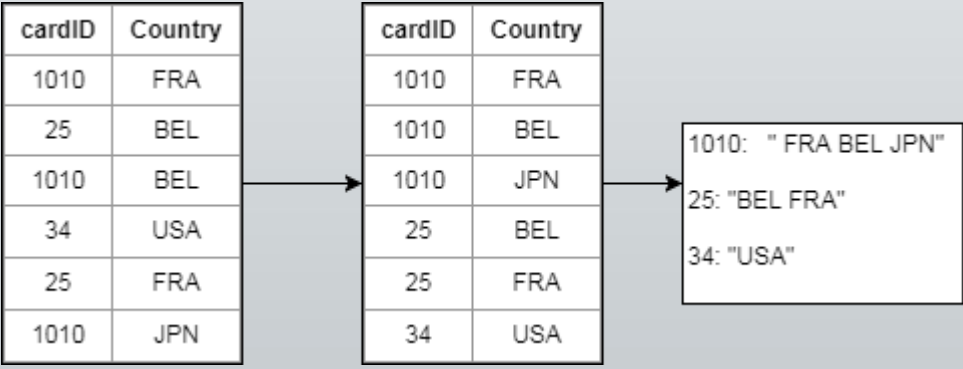 cardID Country
1010 FRA
25 BEL
1010 BEL
34 USA
25 FRA
1010 JPN
cardID Country
1010 FRA
1010 BEL
1010 JPN
25 BEL
25 FRA
34 USA
1010: " FRA BEL JPN"
25: "BEL FRA"
34: "USA"